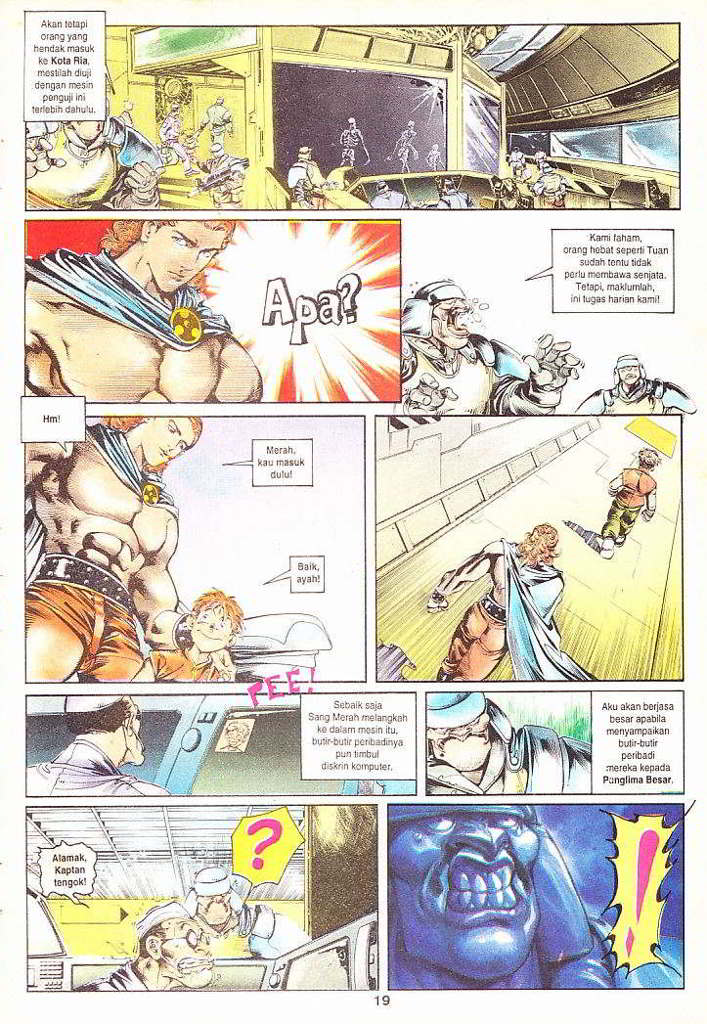 Akan tetapi
orang yang
hendak masuk
ke Kota Ria,
mestilah diuji
dengan mesin
penguji ini
terlebih dahulu.
Apa?
Kami faham,
orang hebat seperti Tuan
sudah tentu tidak
perlu membawa senjata.
Tetapi, maklumlah,
ini tugas harian kami!
Hm!
Merah,
kau masuk
dulu!
Baik,
ayah!
PEE!
Sebaik saja
Sang Merah melangkah
ke dalam mesin itu,
butir-butir peribadinya
pun timbul
diskrin komputer.
Aku berjasa
besar apabila
menyampaikan
butir-butir
peribadi
mereka kepada
Panglima Besar.
Alamak,
Kaptan
tengok!
?
!
19